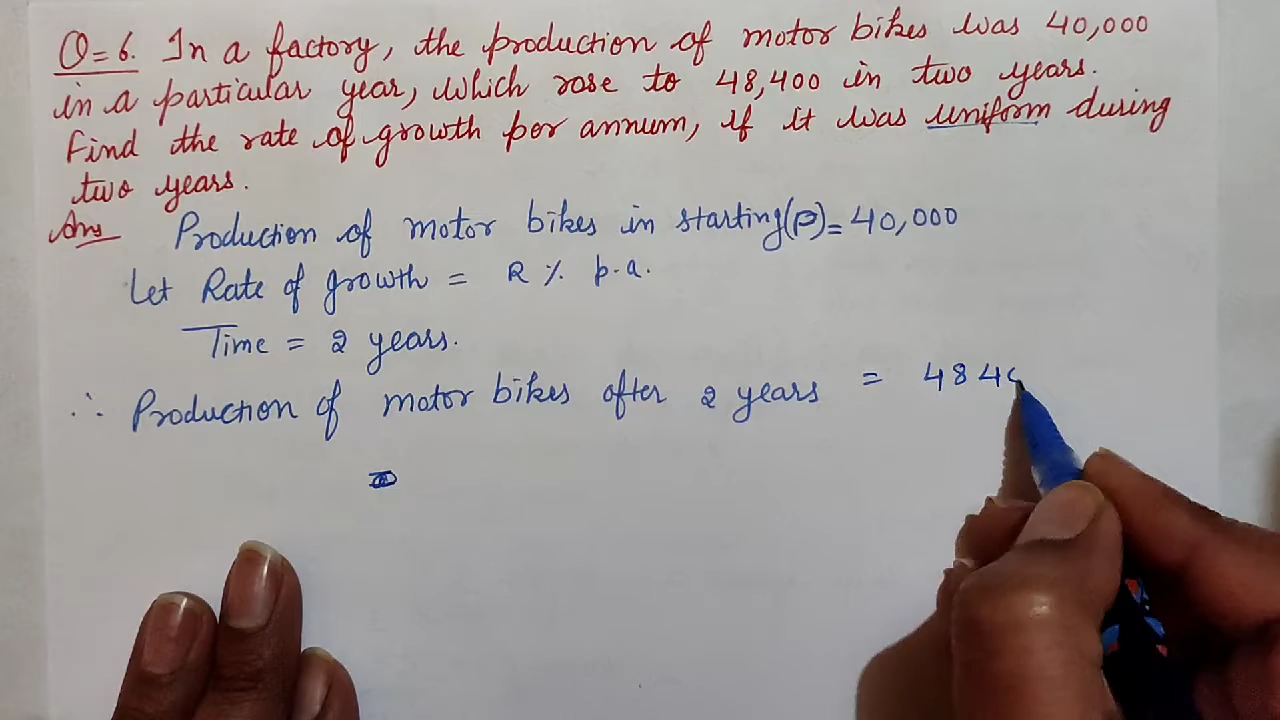 Q=6. In a factory, the production of motor bikes was 40,000
in a particular year, which rose to 48,400 in two years.
Find the rate of growth per annum, if it was uniform during
two years.
Ans Production of motor bikes in starting(P)= 40,000
Let Rate of growth = R % p.a.
Time = 2 years.
∴ Production of motor bikes after 2 years = 484